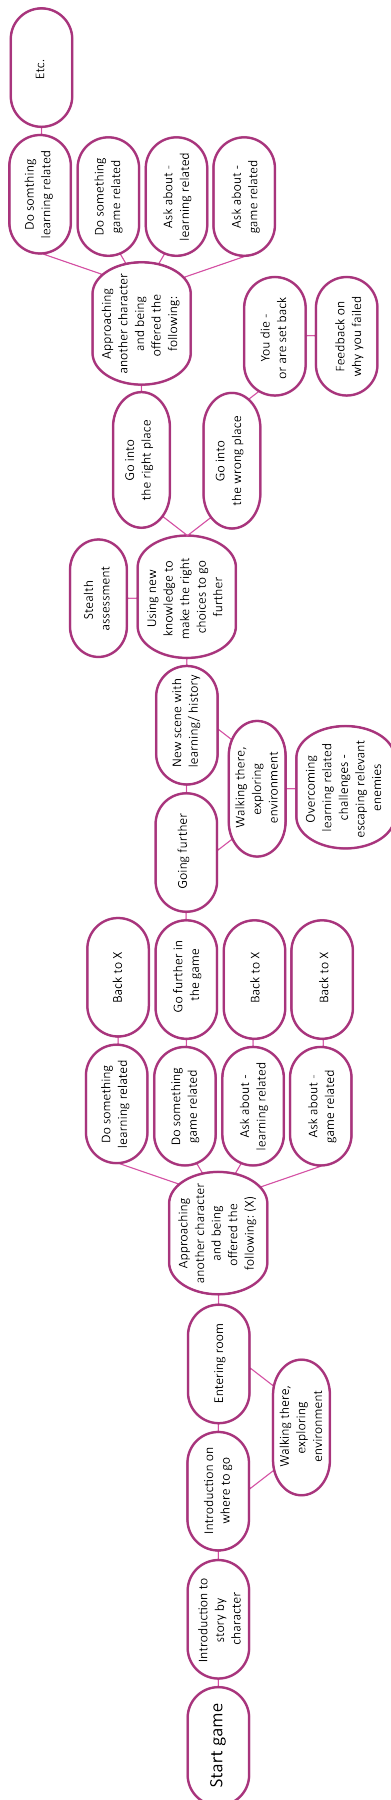 Start game
Introduction to
story by
character
Introduction on
where to go
Walking there,
exploring
environment
Entering room
Approaching
another character
and being
offered the
following: (X)
Do something
learning related
Back to X
Do something
game related
Go further in
the game
Ask about -
learning related
Back to X
Ask about -
game related
Back to X
Going further
Walking there,
exploring
environment
Overcoming
learning related
challenges -
escaping relevant
enemies
New scene with
learning/ history
Using new
knowledge to
make the right
choices to go
further
Stealth
assessment
Go into
the right place
Go into
the wrong place
You die -
or are set back
Feedback on
why you failed
Approaching
another character
and being
offered the
following:
Do somthing
learning related
Do something
game related
Ask about -
learning related
Ask about -
game related
Etc.